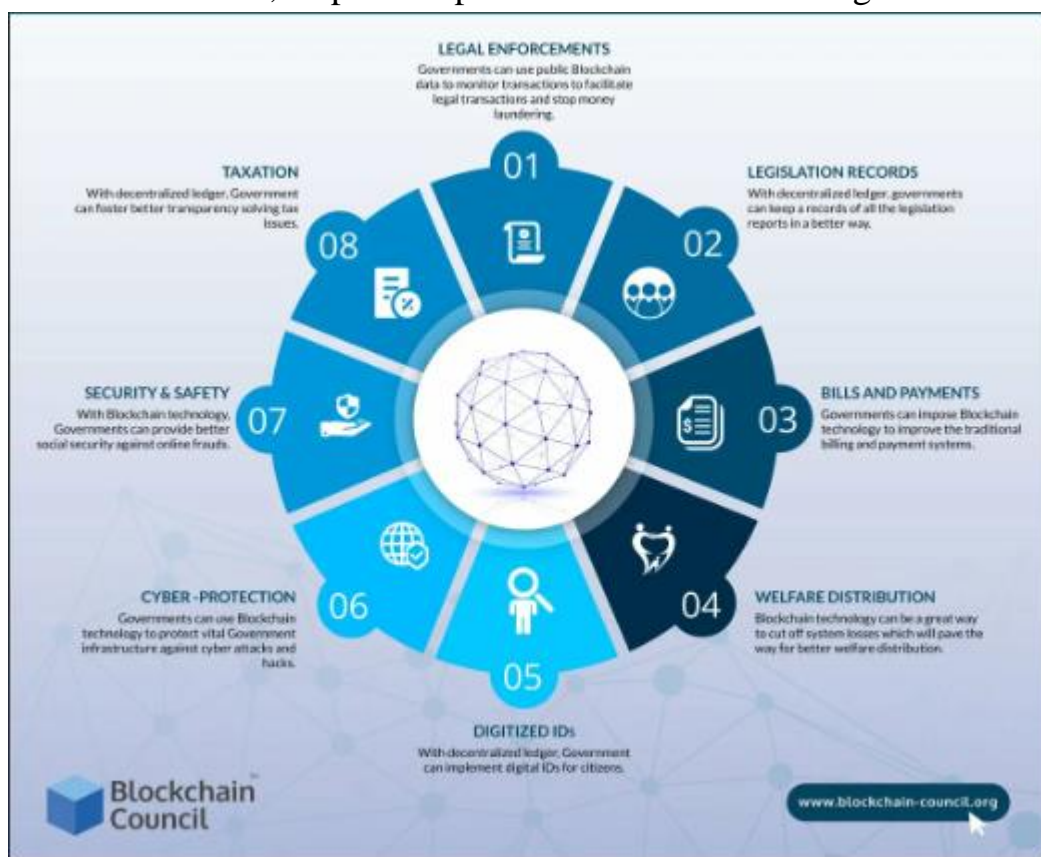 LEGAL ENFORCEMENTS
Governments can use public Blockchain
data to monitor transactions to facilitate
legal transactions and stop money
laundering.
01
LEGISLATION RECORDS
With decentralized ledger, governments
can keep a records of all the legislation
reports in a better way.
02
BILLS AND PAYMENTS
Governments can impose Blockchain
technology to improve the traditional
billing and payment systems.
03
WELFARE DISTRIBUTION
Blockchain technology can be a great way
to cut off system losses which will pave the
way for better welfare distribution.
04
05
DIGITIZED IDs
With decentralized ledger, Government
can implement digital IDs for citizens.
CYBER -PROTECTION
Governments can use Blockchain
technology to protect vital Government
infrastructure against cyber attacks and
hacks.
06
SECURITY & SAFETY
With Blockchain technology,
Governments can provide better
social security against online frauds.
07
TAXATION
With decentralized ledger, Government
can foster better transparency solving tax
issues.
08
Blockchain
Council
www.blockchain-council.org